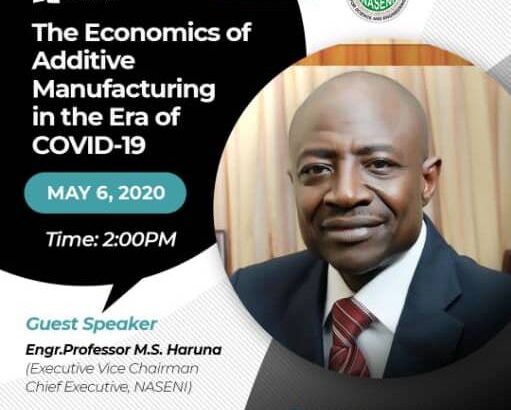 The Economics of
Additive
Manufacturing
in the Era of
COVID-19
MAY 6, 2020
Time: 2:00PM
NASENI
Guest Speaker
Engr.Professor M.S. Haruna
(Executive Vice Chairman
Chief Executive, NASENI)